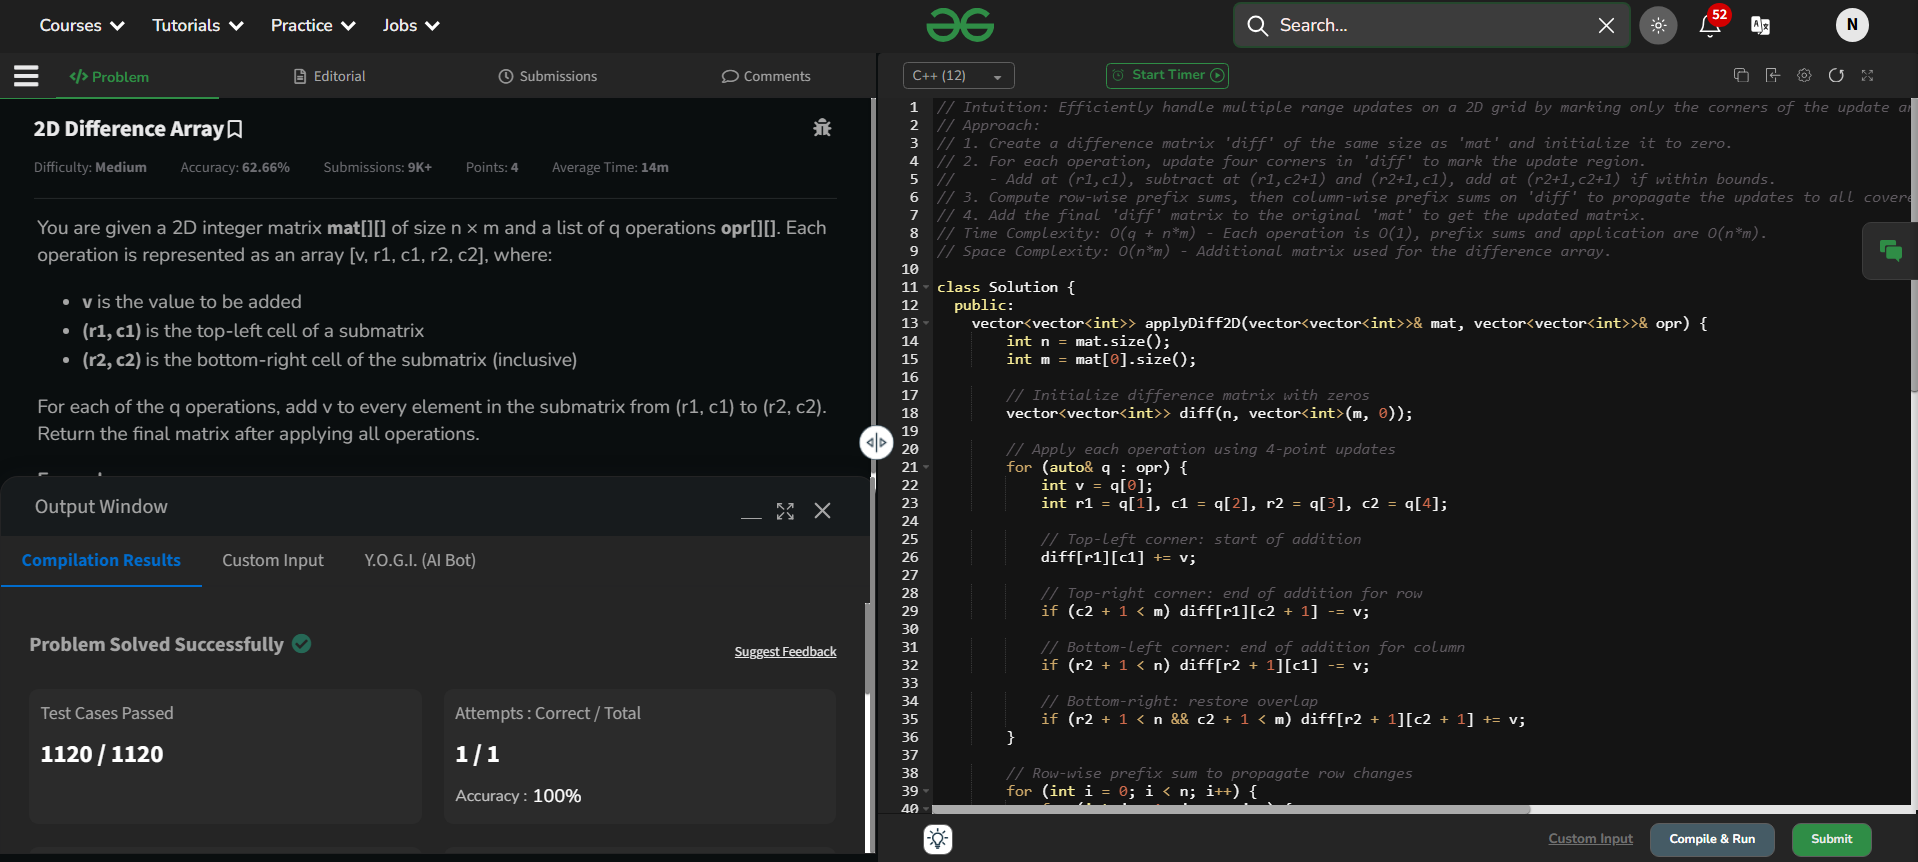 Courses Tutorials Practice Jobs Search... 52 N
Problem Editorial Submissions Comments
C++ (12) Start Timer
2D Difference Array
Difficulty: Medium Accuracy: 62.66% Submissions: 9K+ Points: 4 Average Time: 14m
You are given a 2D integer matrix mat[][] of size n × m and a list of q operations opr[][]. Each
operation is represented as an array [v, r1, c1, r2, c2], where:
• v is the value to be added
• (r1, c1) is the top-left cell of a submatrix
• (r2, c2) is the bottom-right cell of the submatrix (inclusive)
For each of the q operations, add v to every element in the submatrix from (r1, c1) to (r2, c2).
Return the final matrix after applying all operations.
Output Window
Compilation Results Custom Input Y.O.G.I. (AI Bot)
Problem Solved Successfully
Suggest Feedback
Test Cases Passed
1120 / 1120
Attempts : Correct / Total
1 / 1
Accuracy : 100%
1 // Intuition: Efficiently handle multiple range updates on a 2D grid by marking only the corners of the update ar
2 // Approach:
3 // 1. Create a difference matrix 'diff' of the same size as 'mat' and initialize it to zero.
4 // 2. For each operation, update four corners in 'diff' to mark the update region.
5 //    - Add at (r1,c1), subtract at (r1,c2+1) and (r2+1,c1), add at (r2+1,c2+1) if within bounds.
6 // 3. Compute row-wise prefix sums, then column-wise prefix sums on 'diff' to propagate the updates to all covere
7 // 4. Add the final 'diff' matrix to the original 'mat' to get the updated matrix.
8 // Time Complexity: O(q + n*m) - Each operation is O(1), prefix sums and application are O(n*m).
9 // Space Complexity: O(n*m) - Additional matrix used for the difference array.
10
11 class Solution {
12   public:
13     vector<vector<int>> applyDiff2D(vector<vector<int>>& mat, vector<vector<int>>& opr) {
14         int n = mat.size();
15         int m = mat[0].size();
16
17         // Initialize difference matrix with zeros
18         vector<vector<int>> diff(n, vector<int>(m, 0));
19
20         // Apply each operation using 4-point updates
21         for (auto& q : opr) {
22             int v = q[0];
23             int r1 = q[1], c1 = q[2], r2 = q[3], c2 = q[4];
24
25             // Top-left corner: start of addition
26             diff[r1][c1] += v;
27
28             // Top-right corner: end of addition for row
29             if (c2 + 1 < m) diff[r1][c2 + 1] -= v;
30
31             // Bottom-left corner: end of addition for column
32             if (r2 + 1 < n) diff[r2 + 1][c1] -= v;
33
34             // Bottom-right: restore overlap
35             if (r2 + 1 < n && c2 + 1 < m) diff[r2 + 1][c2 + 1] += v;
36         }
37
38         // Row-wise prefix sum to propagate row changes
39         for (int i = 0; i < n; i++) {
40
Custom Input Compile & Run Submit